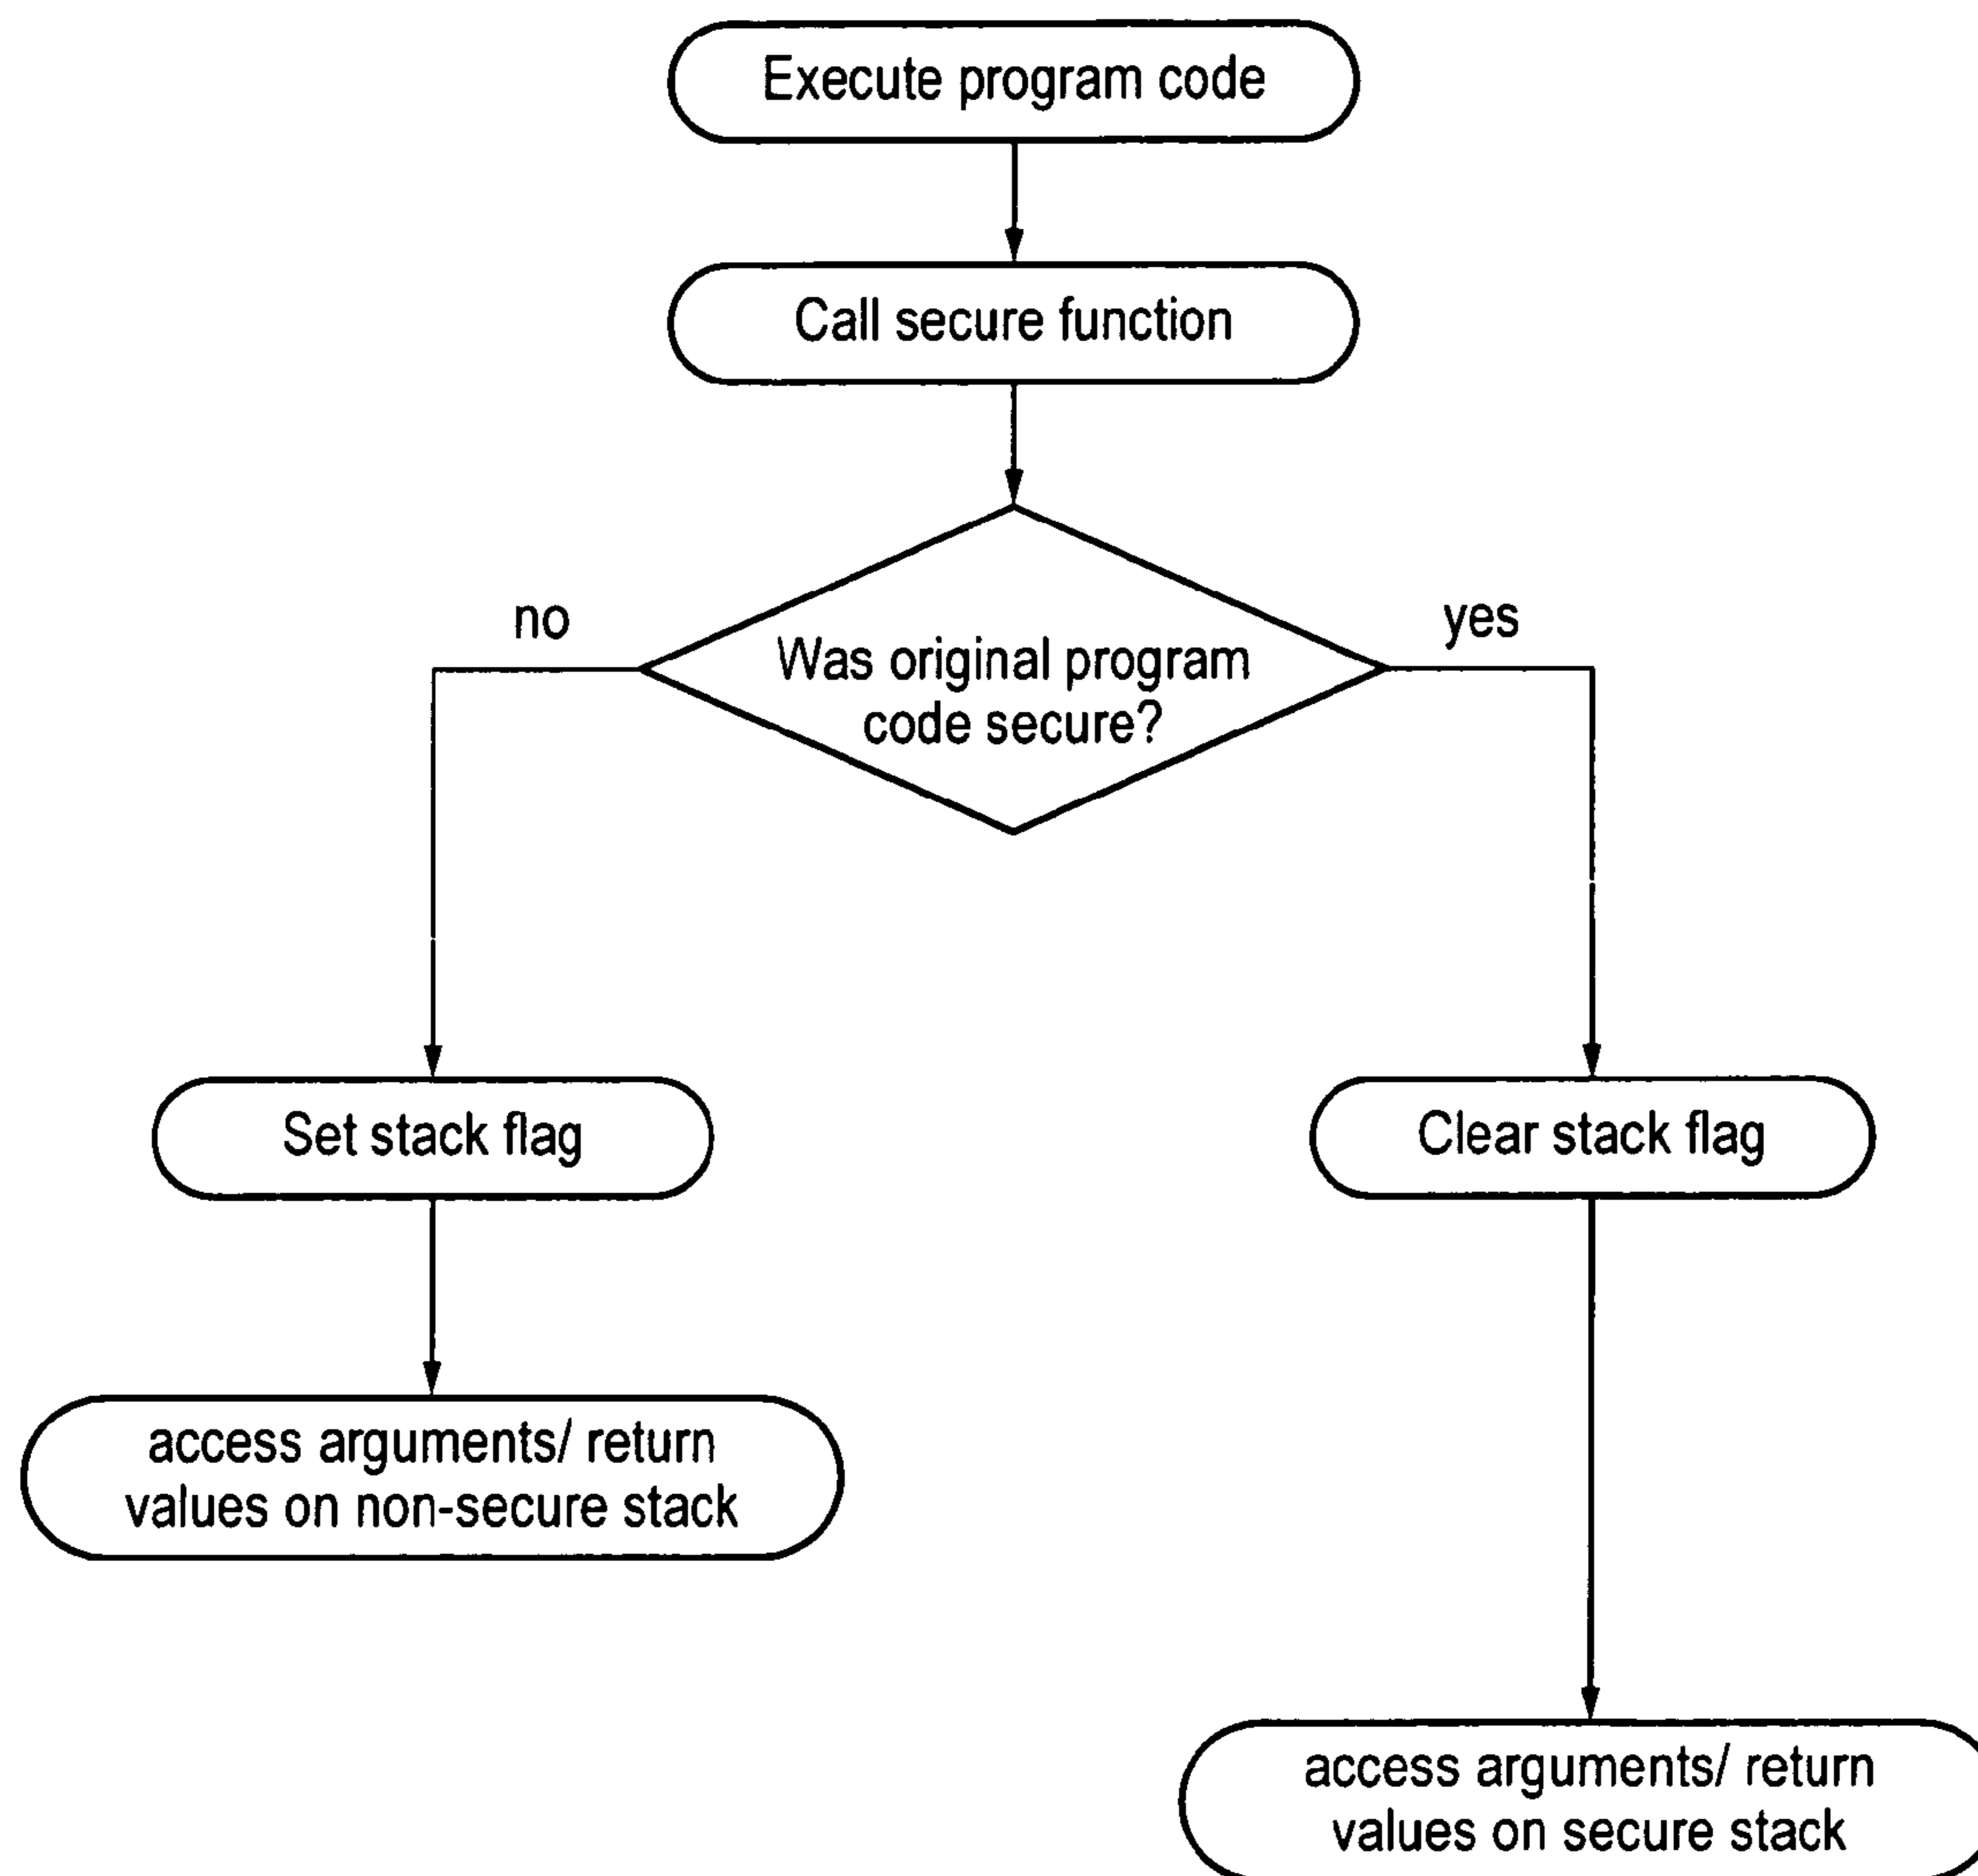 Execute program code
Call secure function
no
yes
Was original program
code secure?
Set stack flag
Clear stack flag
access arguments/ return
values on non-secure stack
access arguments/ return
values on secure stack